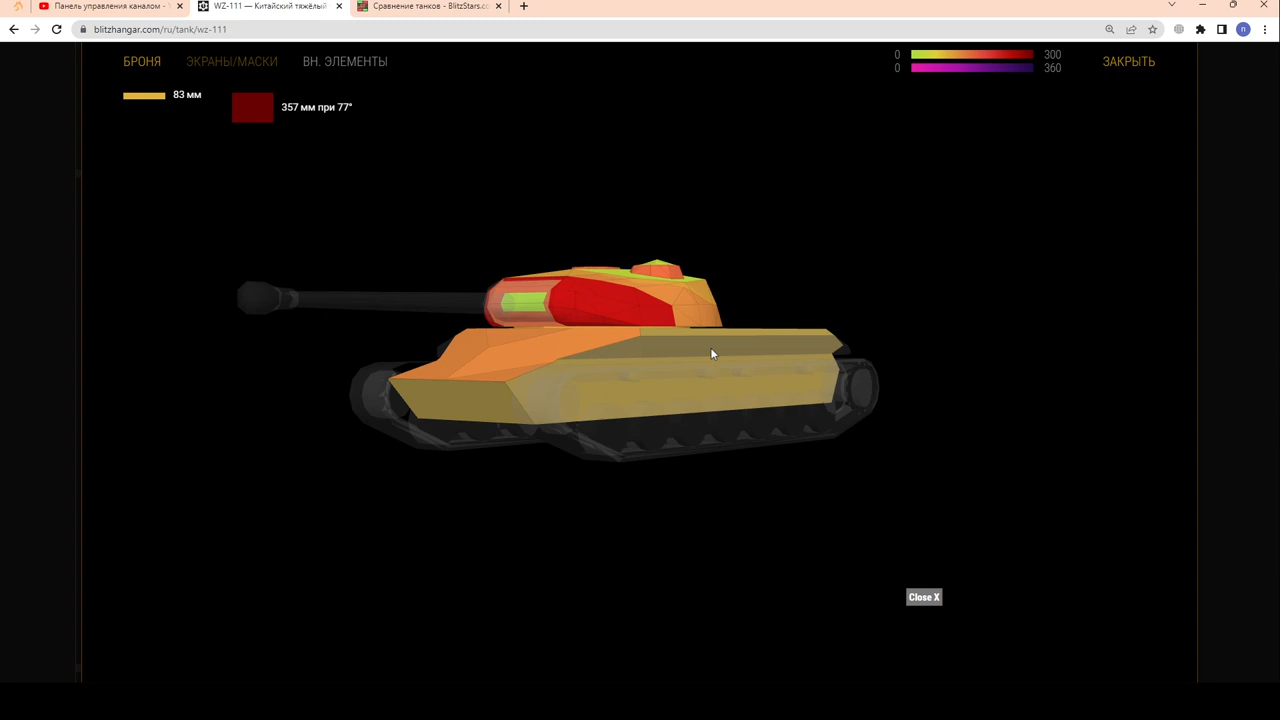 Панель управления каналом -
WZ-111 — Китайский тяжёлый
Сравнение танков - BlitzStars.co
blitzhangar.com/ru/tank/wz-111
n
БРОНЯ
ЭКРАНЫ/МАСКИ
ВН. ЭЛЕМЕНТЫ
0
300
0
360
ЗАКРЫТЬ
83 мм
357 мм при 77°
Close X